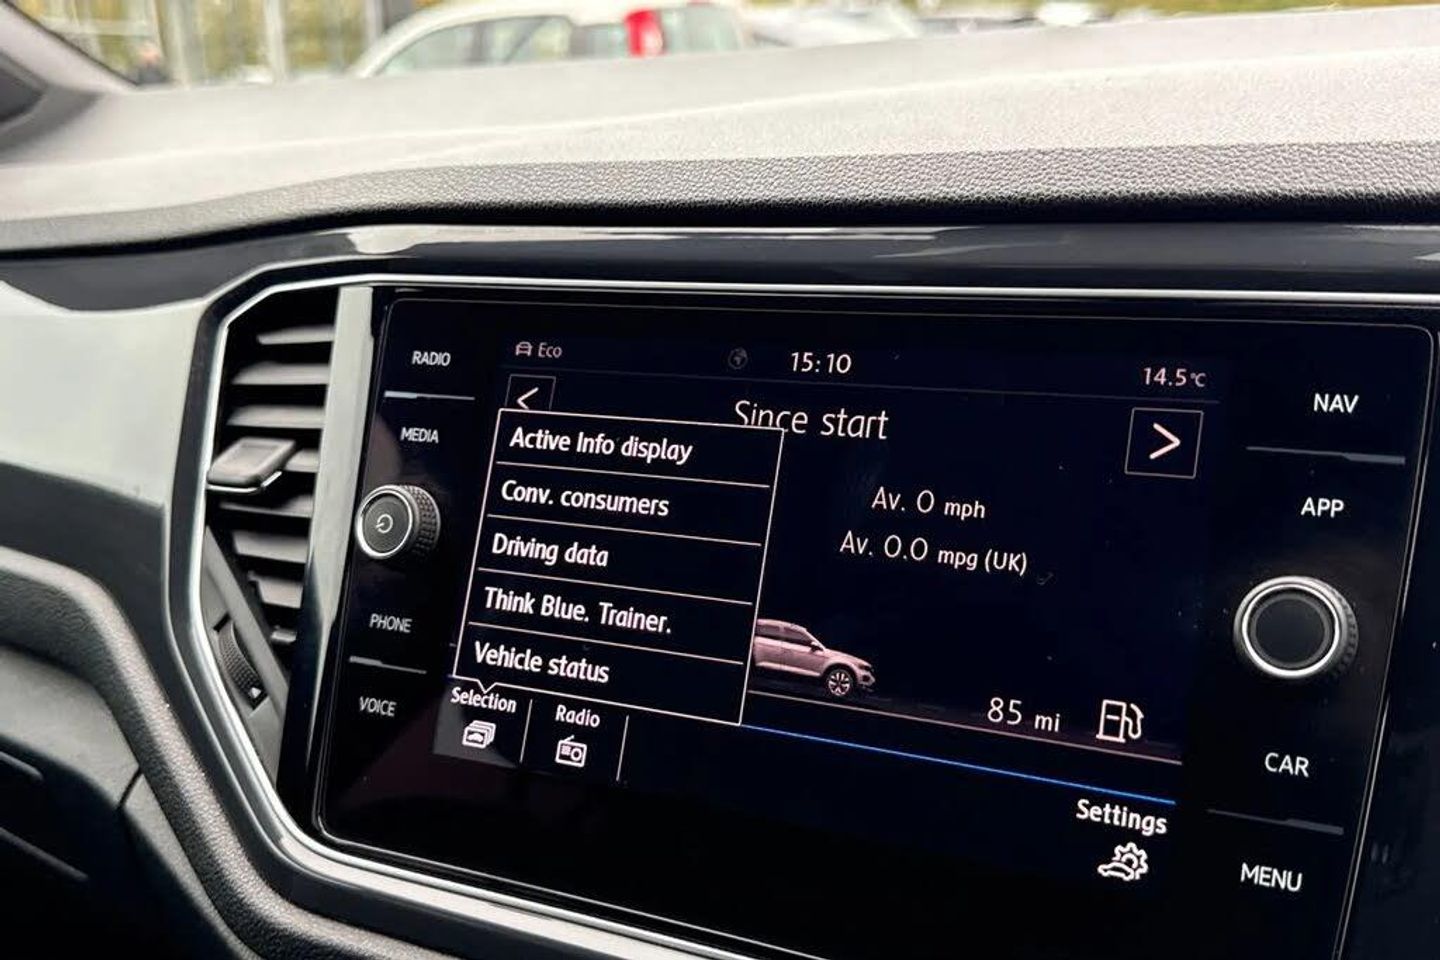 RADIO
MEDIA
PHONE
VOICE
Eco
15:10
14.5°C
<
Since start
>
Active Info display
Conv. consumers
Driving data
Think Blue. Trainer.
Vehicle status
Av. 0 mph
Av. 0.0 mpg (UK)
85 mi
Selection
Radio
Settings
NAV
APP
CAR
MENU